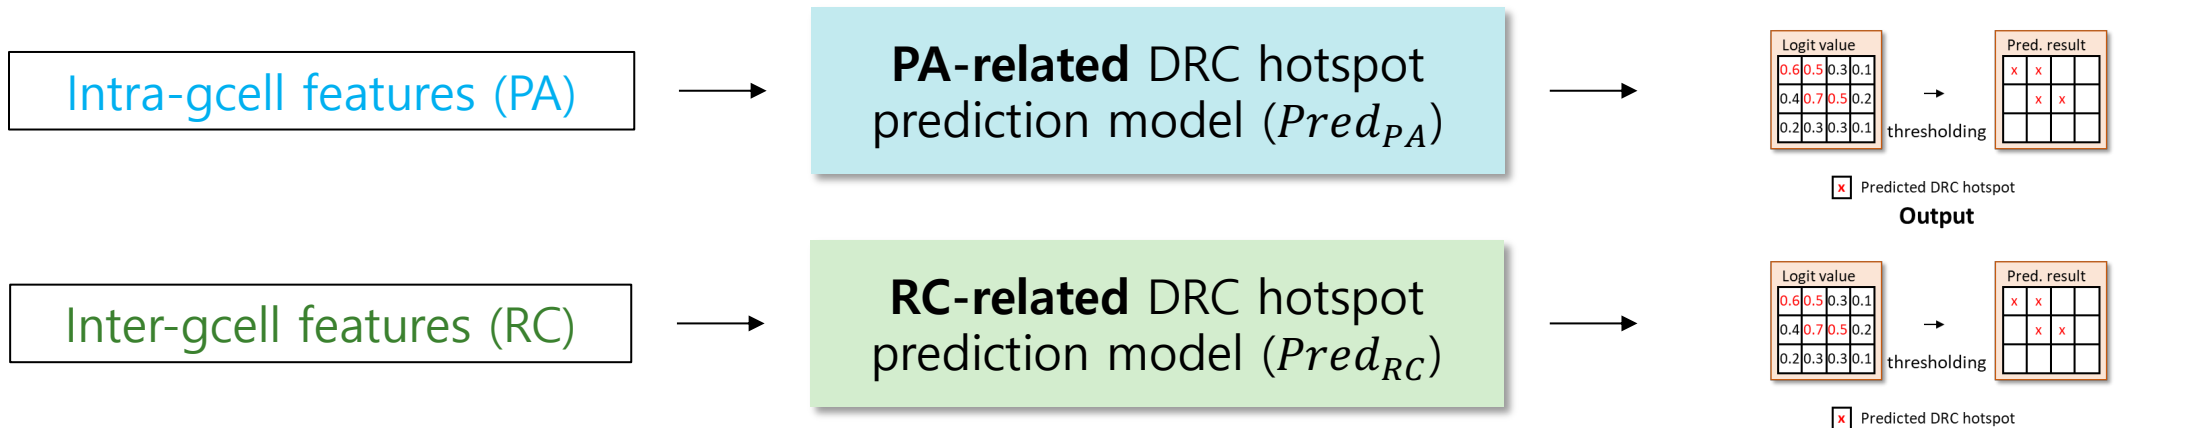 Intra-gcell features (PA)
PA-related DRC hotspot
prediction model (Pred_PA)
Logit value
0.6 0.5 0.3 0.1
0.4 0.7 0.5 0.2
0.2 0.3 0.3 0.1
thresholding
Pred. result
x x
x x
x Predicted DRC hotspot
Output
Inter-gcell features (RC)
RC-related DRC hotspot
prediction model (Pred_RC)
Logit value
0.6 0.5 0.3 0.1
0.4 0.7 0.5 0.2
0.2 0.3 0.3 0.1
thresholding
Pred. result
x x
x x
x Predicted DRC hotspot